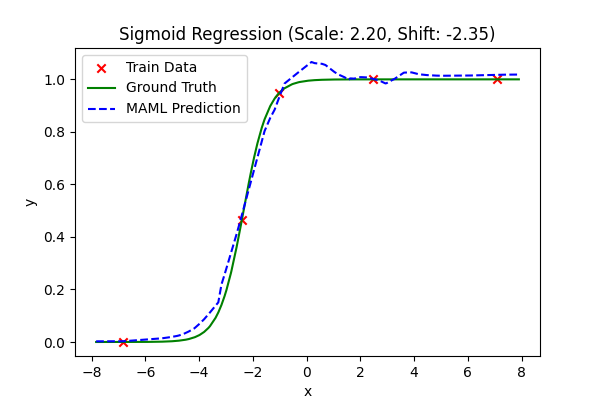 Sigmoid Regression (Scale: 2.20, Shift: -2.35)
Train Data
Ground Truth
MAML Prediction
1.0
0.8
0.6
0.4
0.2
0.0
y
−8 −6 −4 −2 0 2 4 6 8
x